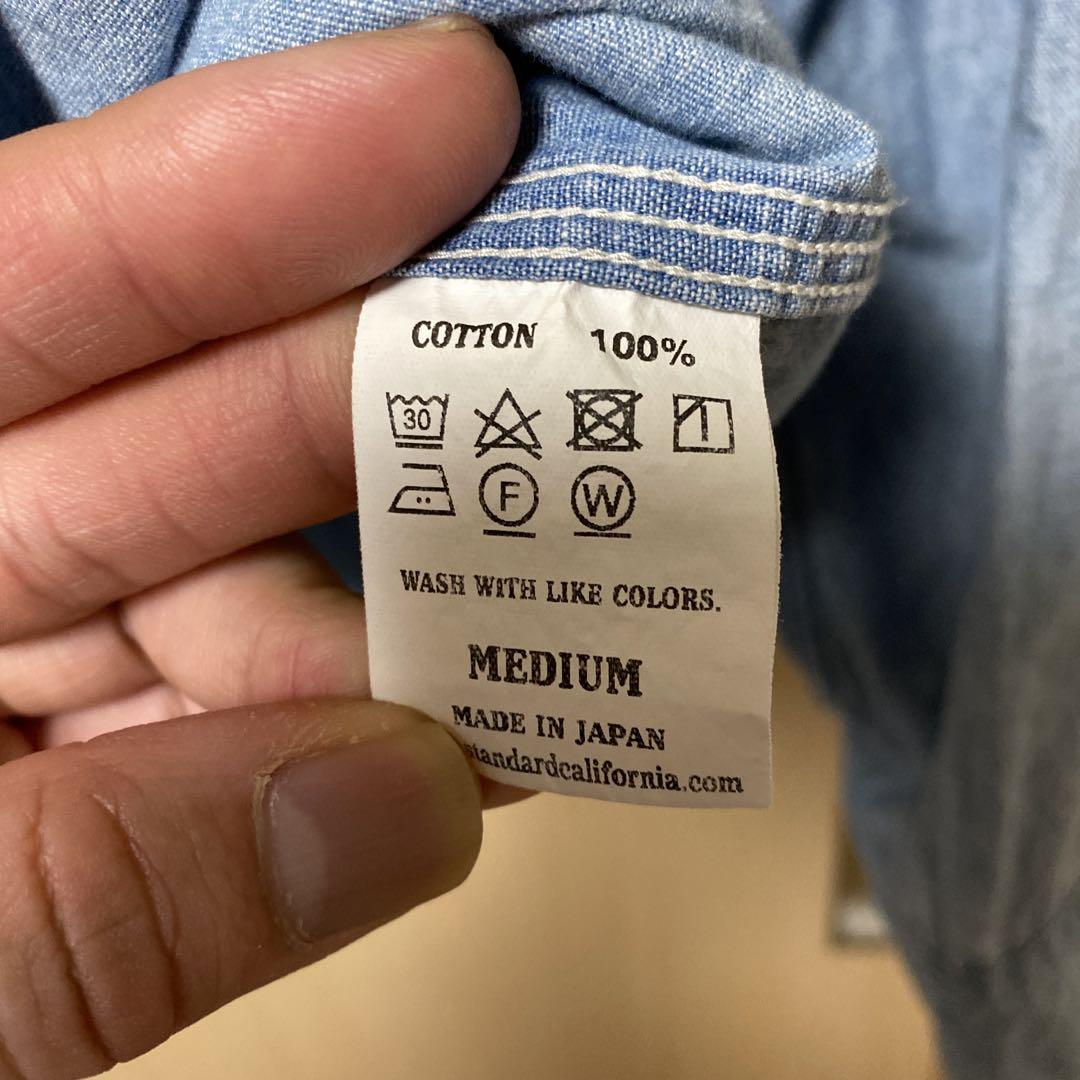 COTTON 100%
30
F W
WASH WITH LIKE COLORS.
MEDIUM
MADE IN JAPAN
standardcalifornia.com